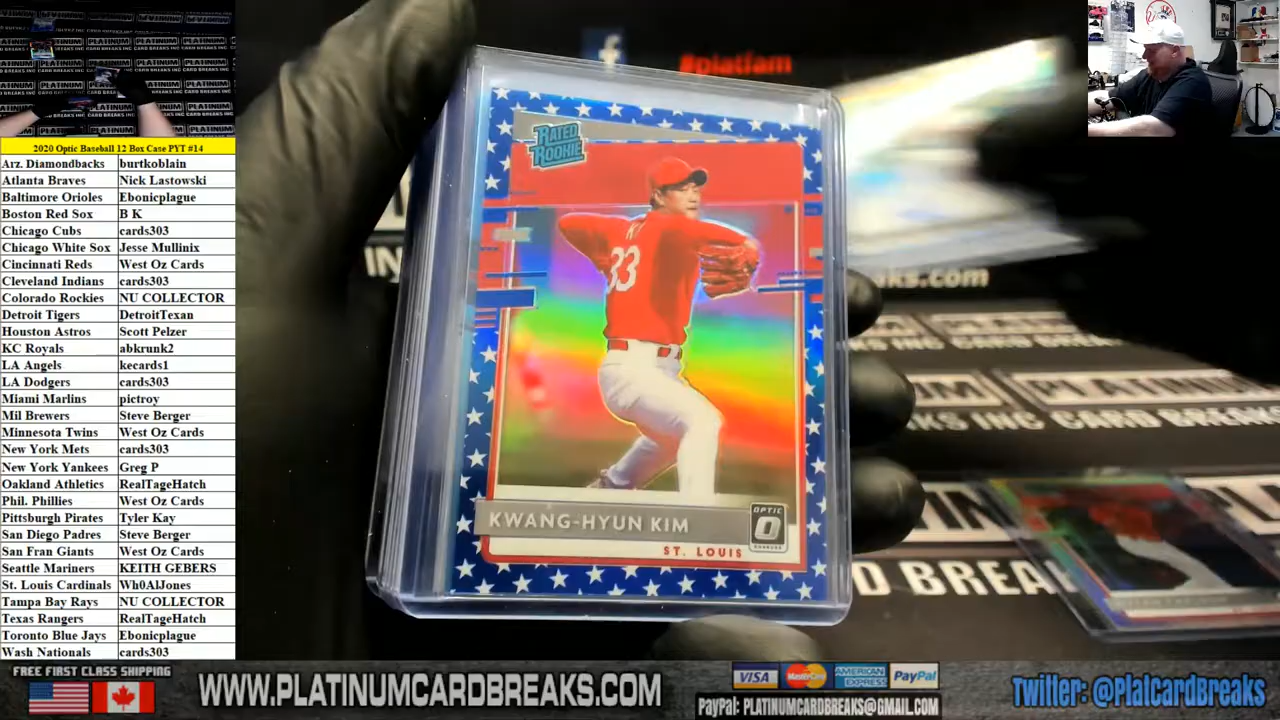 2020 Optic Baseball 12 Box Case PYT #14
Arz. Diamondbacks burtkoblain
Atlanta Braves Nick Lastowski
Baltimore Orioles Ebonicplague
Boston Red Sox B K
Chicago Cubs cards303
Chicago White Sox Jesse Mullinix
Cincinnati Reds West Oz Cards
Cleveland Indians cards303
Colorado Rockies NU COLLECTOR
Detroit Tigers DetroitTexan
Houston Astros Scott Pelzer
KC Royals abkrunk2
LA Angels kecards1
LA Dodgers cards303
Miami Marlins pictroy
Mil Brewers Steve Berger
Minnesota Twins West Oz Cards
New York Mets cards303
New York Yankees Greg P
Oakland Athletics RealTageHatch
Phil. Phillies West Oz Cards
Pittsburgh Pirates Tyler Kay
San Diego Padres Steve Berger
San Fran Giants West Oz Cards
Seattle Mariners KEITH GEBERS
St. Louis Cardinals Wh0AlJones
Tampa Bay Rays NU COLLECTOR
Texas Rangers RealTageHatch
Toronto Blue Jays Ebonicplague
Wash Nationals cards303
#platfam
RATED
ROOKIE
33
KWANG-HYUN KIM
OPTIC
ST. LOUIS
FREE FIRST CLASS SHIPPING
WWW.PLATINUMCARDBREAKS.COM
VISA
MasterCard
AMERICAN EXPRESS
PayPal
PayPal: PLATINUMCARDBREAKS@GMAIL.COM
Twitter: @PlatCardBreaks